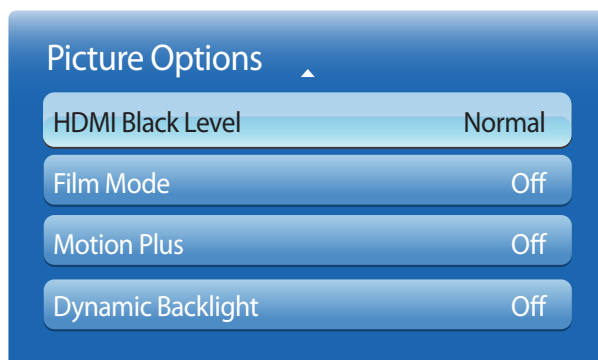 Picture Options
HDMI Black Level Normal
Film Mode Off
Motion Plus Off
Dynamic Backlight Off